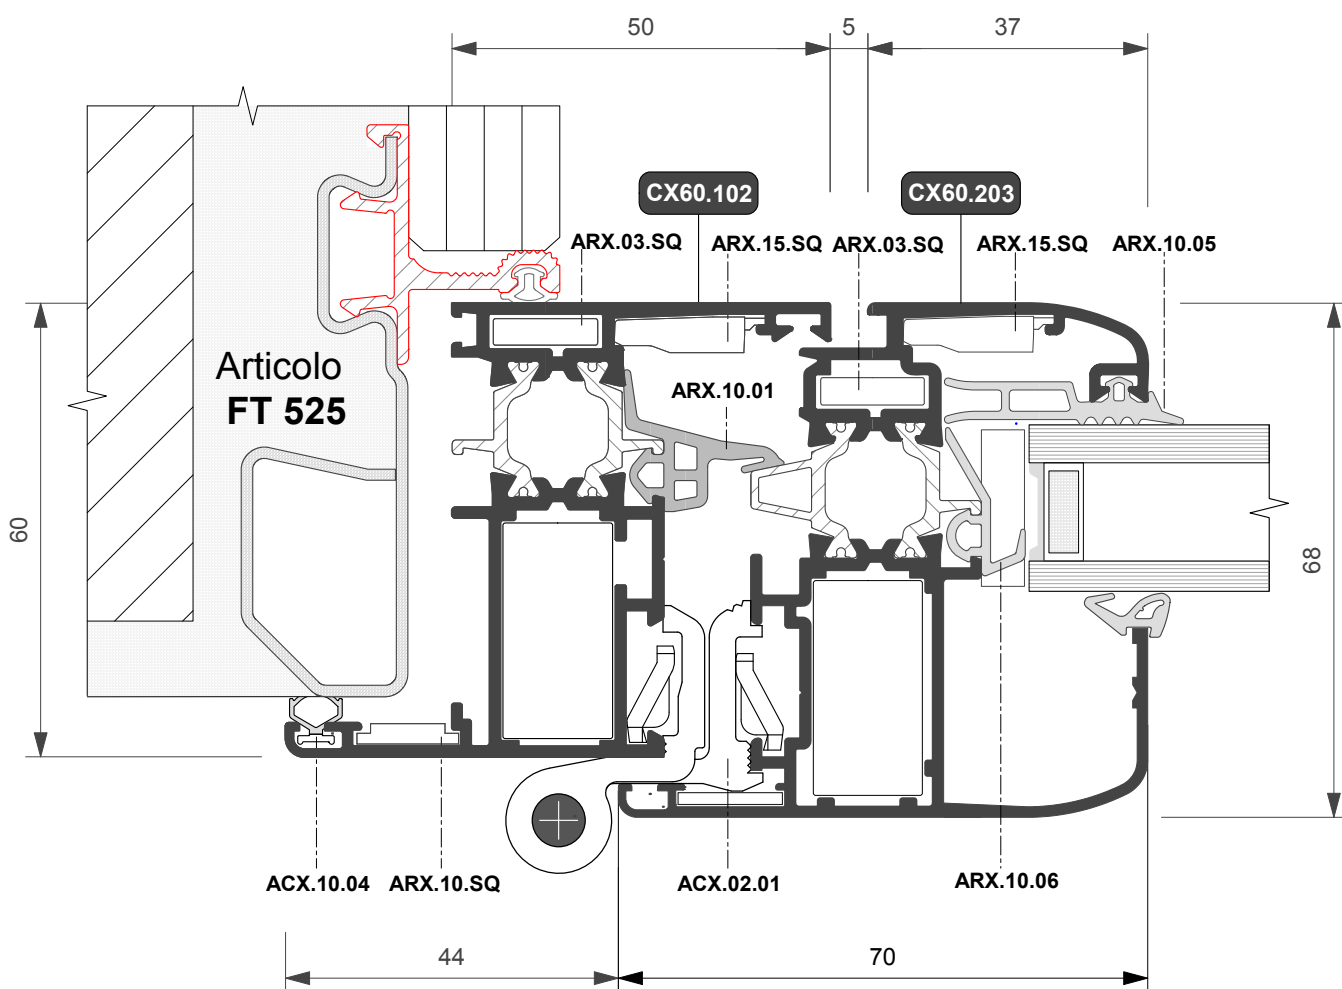 50 5 37
CX60.102 CX60.203
ARX.03.SQ ARX.15.SQ ARX.03.SQ ARX.15.SQ ARX.10.05
Articolo
FT 525
ARX.10.01
60
68
ACX.10.04 ARX.10.SQ ACX.02.01 ARX.10.06
44 70